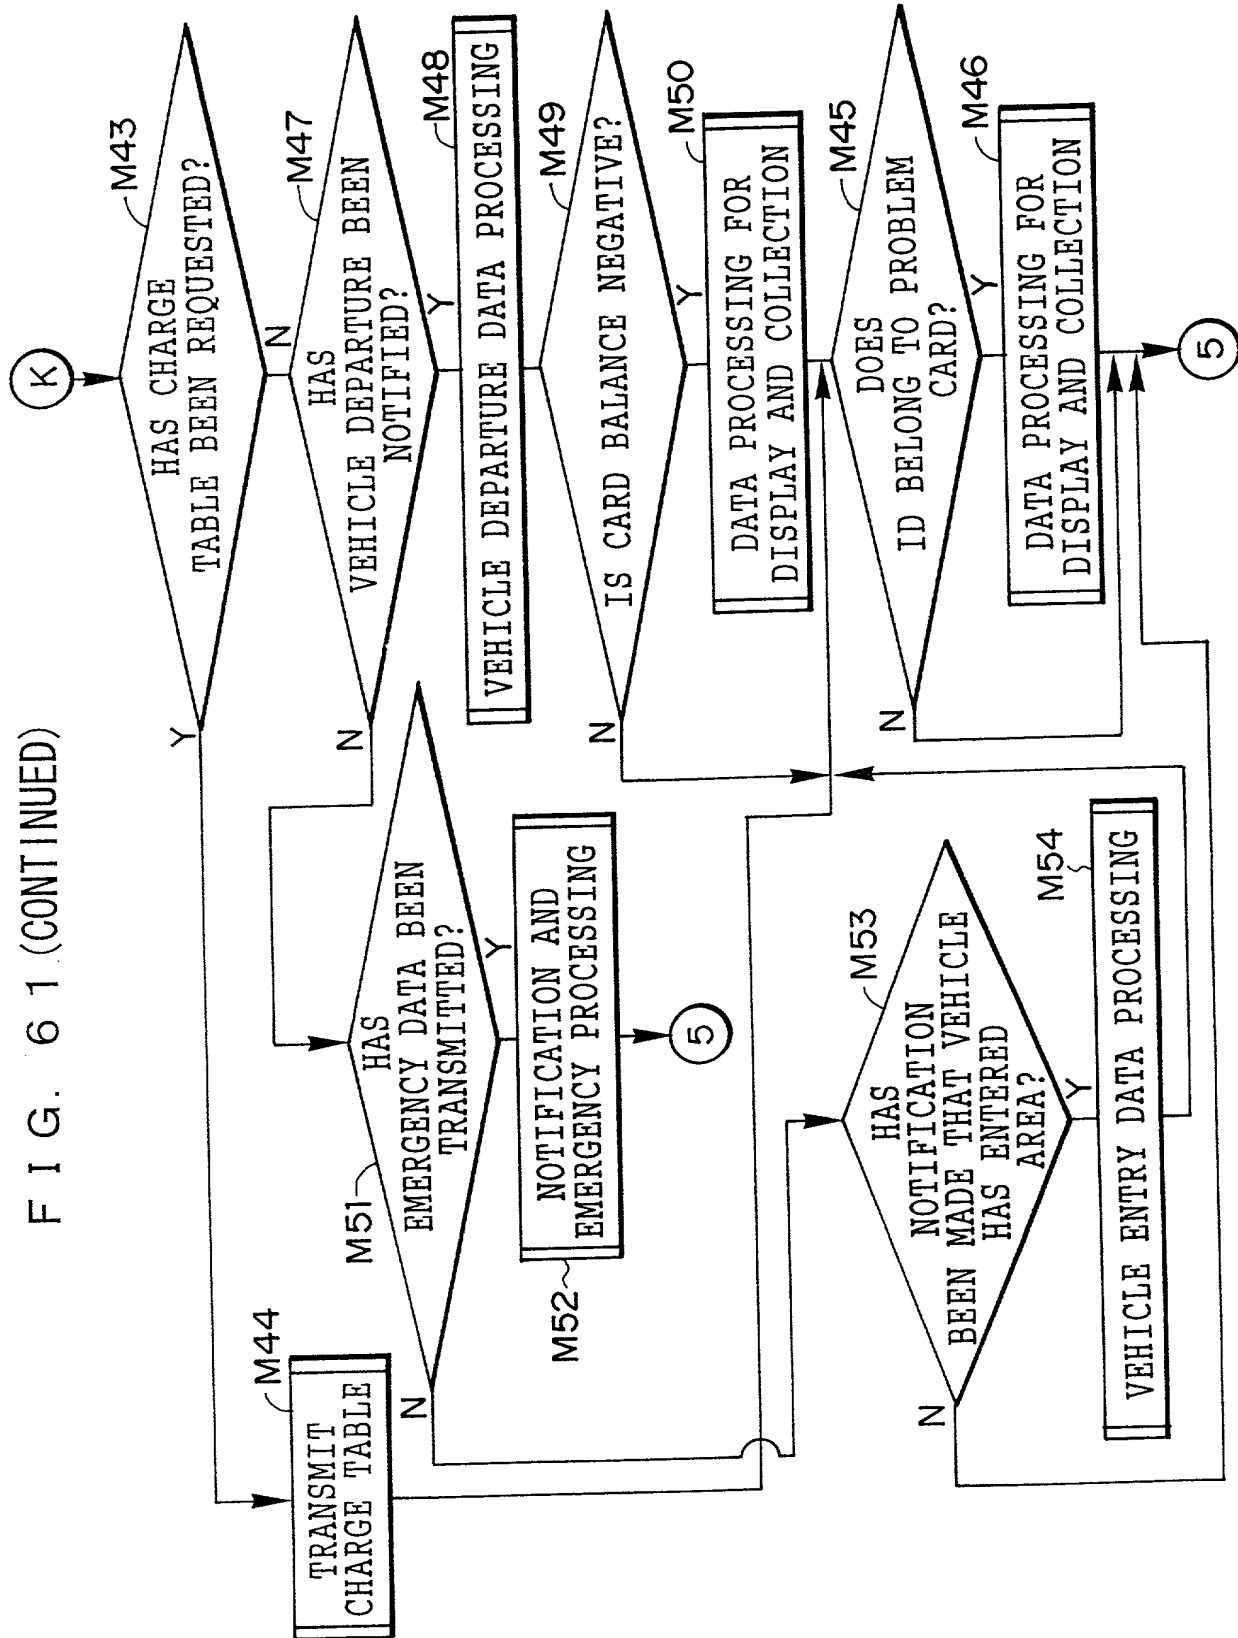 F I G. 6 1 (CONTINUED)
K
M43
HAS CHARGE
TABLE BEEN REQUESTED?
Y
N
M44
TRANSMIT
CHARGE TABLE
M47
HAS
VEHICLE DEPARTURE BEEN
NOTIFIED?
N
Y
M48
VEHICLE DEPARTURE DATA PROCESSING
M49
IS CARD BALANCE NEGATIVE?
N
Y
M50
DATA PROCESSING FOR
DISPLAY AND COLLECTION
M45
DOES
ID BELONG TO PROBLEM
CARD?
N
Y
M46
DATA PROCESSING FOR
DISPLAY AND COLLECTION
5
M51
HAS
EMERGENCY DATA BEEN
TRANSMITTED?
N
Y
M52
NOTIFICATION AND
EMERGENCY PROCESSING
5
M53
HAS
NOTIFICATION
BEEN MADE THAT VEHICLE
HAS ENTERED
AREA?
N
Y
M54
VEHICLE ENTRY DATA PROCESSING